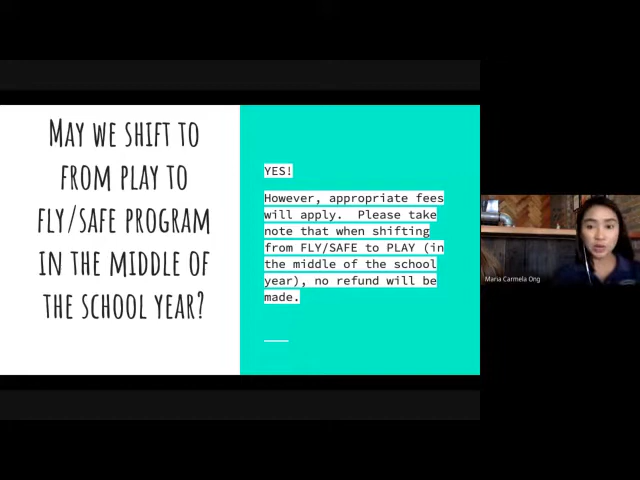 MAY WE SHIFT TO
FROM PLAY TO
FLY/SAFE PROGRAM
IN THE MIDDLE OF
THE SCHOOL YEAR?
YES!
However, appropriate fees
will apply. Please take
note that when shifting
from FLY/SAFE to PLAY (in
the middle of the school
year), no refund will be
made.
Maria Carmela Ong